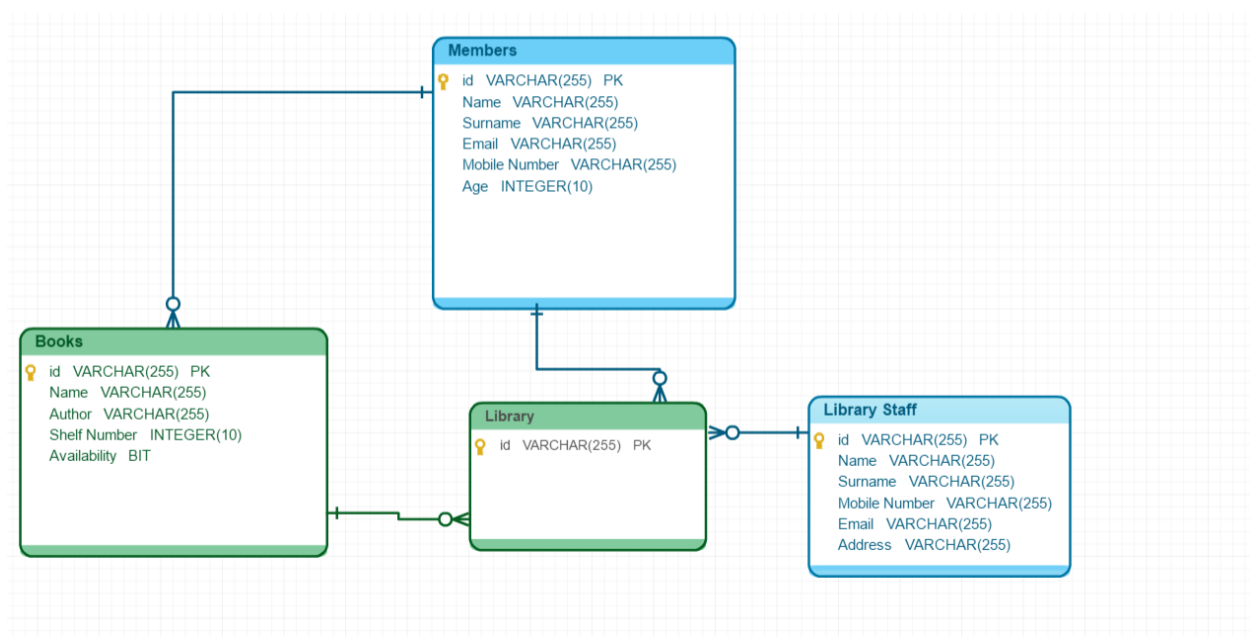 Members
id VARCHAR(255) PK
Name VARCHAR(255)
Surname VARCHAR(255)
Email VARCHAR(255)
Mobile Number VARCHAR(255)
Age INTEGER(10)
Books
id VARCHAR(255) PK
Name VARCHAR(255)
Author VARCHAR(255)
Shelf Number INTEGER(10)
Availability BIT
Library
id VARCHAR(255) PK
Library Staff
id VARCHAR(255) PK
Name VARCHAR(255)
Surname VARCHAR(255)
Mobile Number VARCHAR(255)
Email VARCHAR(255)
Address VARCHAR(255)